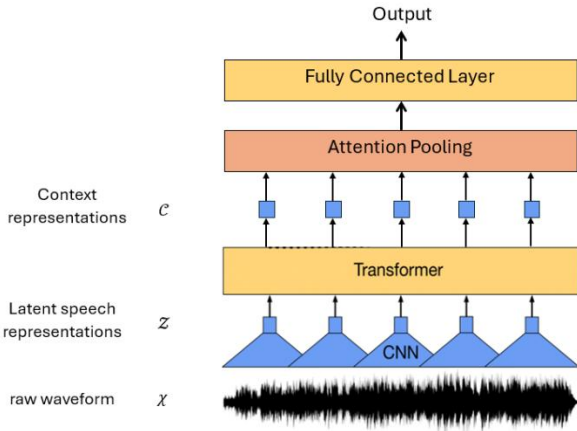 Output
Fully Connected Layer
Attention Pooling
Context
representations
C
Transformer
Latent speech
representations
Z
CNN
raw waveform
χ